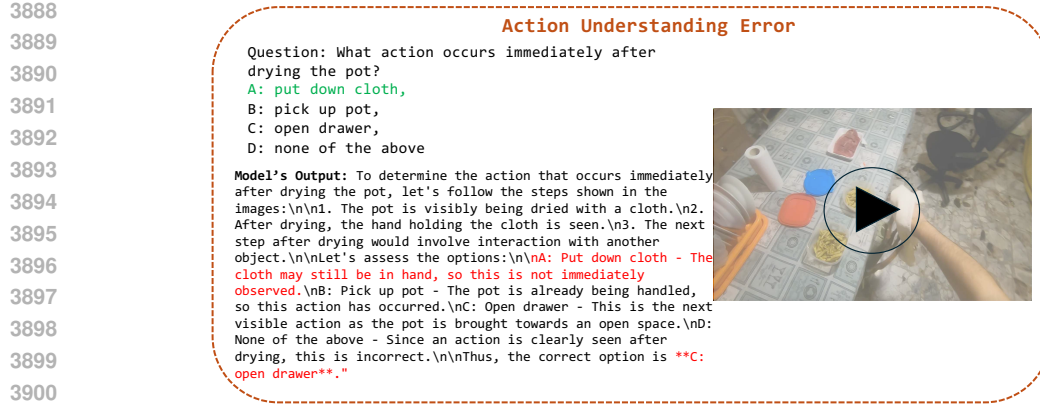 3888
3889
3890
3891
3892
3893
3894
3895
3896
3897
3898
3899
3900
Action Understanding Error
Question: What action occurs immediately after
drying the pot?
A: put down cloth,
B: pick up pot,
C: open drawer,
D: none of the above
Model’s Output: To determine the action that occurs immediately
after drying the pot, let's follow the steps shown in the
images:\n\n1. The pot is visibly being dried with a cloth.\n2.
After drying, the hand holding the cloth is seen.\n3. The next
step after drying would involve interaction with another
object.\n\nLet's assess the options:\n\nA: Put down cloth - The
cloth may still be in hand, so this is not immediately
observed.\nB: Pick up pot - The pot is already being handled,
so this action has occurred.\nC: Open drawer - This is the next
visible action as the pot is brought towards an open space.\nD:
None of the above - Since an action is clearly seen after
drying, this is incorrect.\n\nThus, the correct option is **C:
open drawer**."